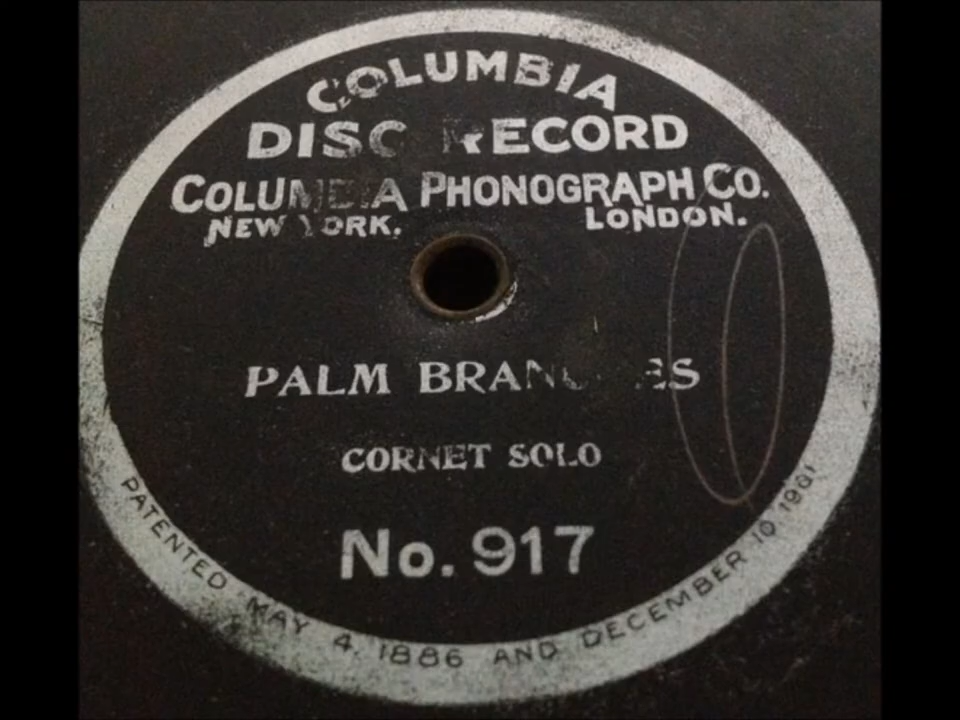 COLUMBIA
DISC RECORD
COLUMBIA PHONOGRAPH CO.
NEW YORK. LONDON.
PALM BRANCHES
CORNET SOLO
No. 917
PATENTED MAY 4, 1886 AND DECEMBER 10 1901